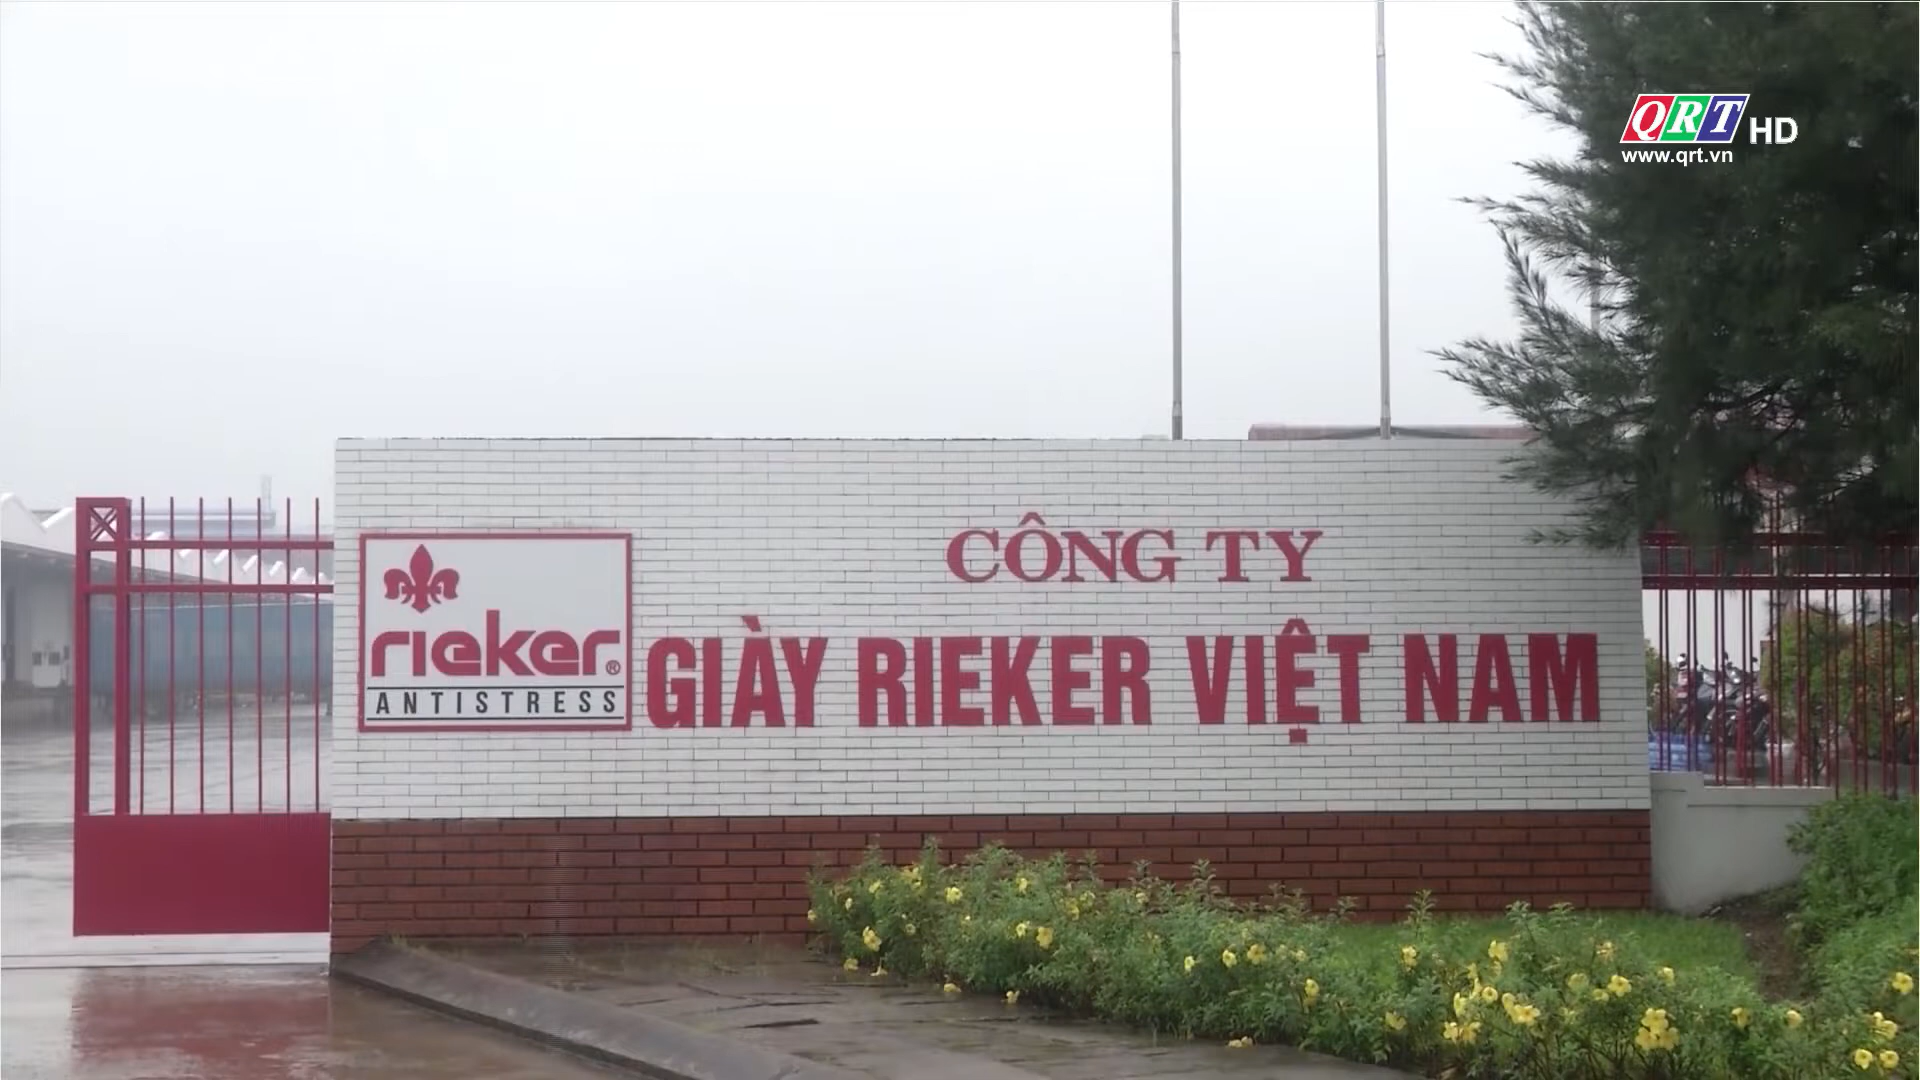 QRT HD
www.qrt.vn
CÔNG TY
rieker®
ANTISTRESS
GIÀY RIEKER VIỆT NAM